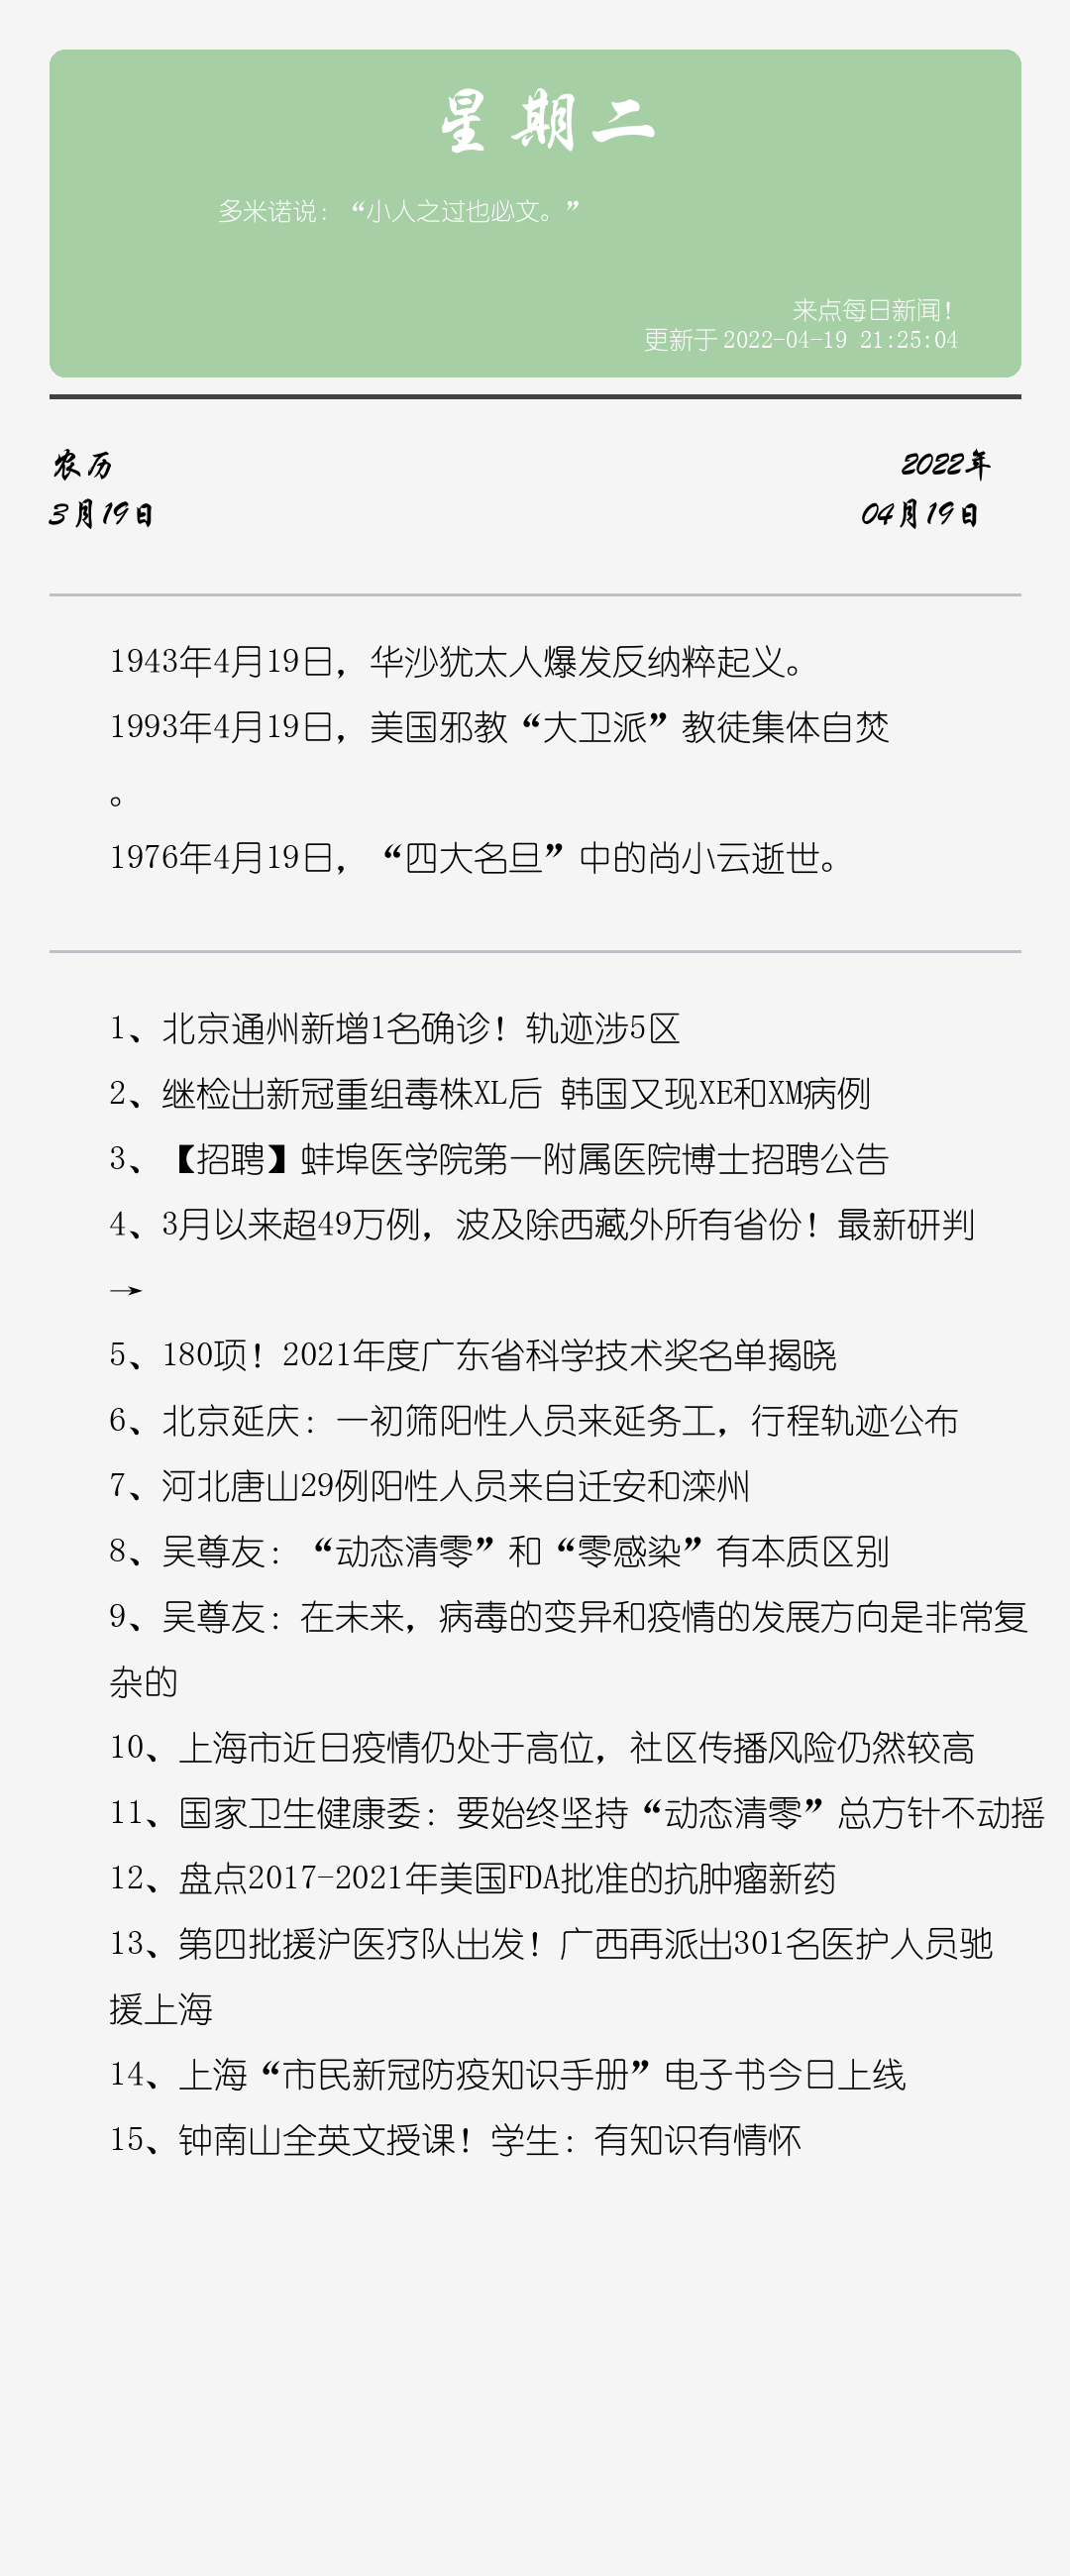 星期二
多米诺说：“小人之过也必文。”
来点每日新闻！
更新于2022-04-19 21:25:04
农历
2022年
3月19日
04月19日
1943年4月19日，华沙犹太人爆发反纳粹起义。
1993年4月19日，美国邪教“大卫派”教徒集体自焚
。
1976年4月19日，“四大名旦”中的尚小云逝世。
1、北京通州新增1名确诊！轨迹涉5区
2、继检出新冠重组毒株XL后 韩国又现XE和XM病例
3、【招聘】蚌埠医学院第一附属医院博士招聘公告
4、3月以来超49万例，波及除西藏外所有省份！最新研判
→
5、180项！2021年度广东省科学技术奖名单揭晓
6、北京延庆：一初筛阳性人员来延务工，行程轨迹公布
7、河北唐山29例阳性人员来自迁安和滦州
8、吴尊友：“动态清零”和“零感染”有本质区别
9、吴尊友：在未来，病毒的变异和疫情的发展方向是非常复
杂的
10、上海市近日疫情仍处于高位，社区传播风险仍然较高
11、国家卫生健康委：要始终坚持“动态清零”总方针不动摇
12、盘点2017-2021年美国FDA批准的抗肿瘤新药
13、第四批援沪医疗队出发！广西再派出301名医护人员驰
援上海
14、上海“市民新冠防疫知识手册”电子书今日上线
15、钟南山全英文授课！学生：有知识有情怀